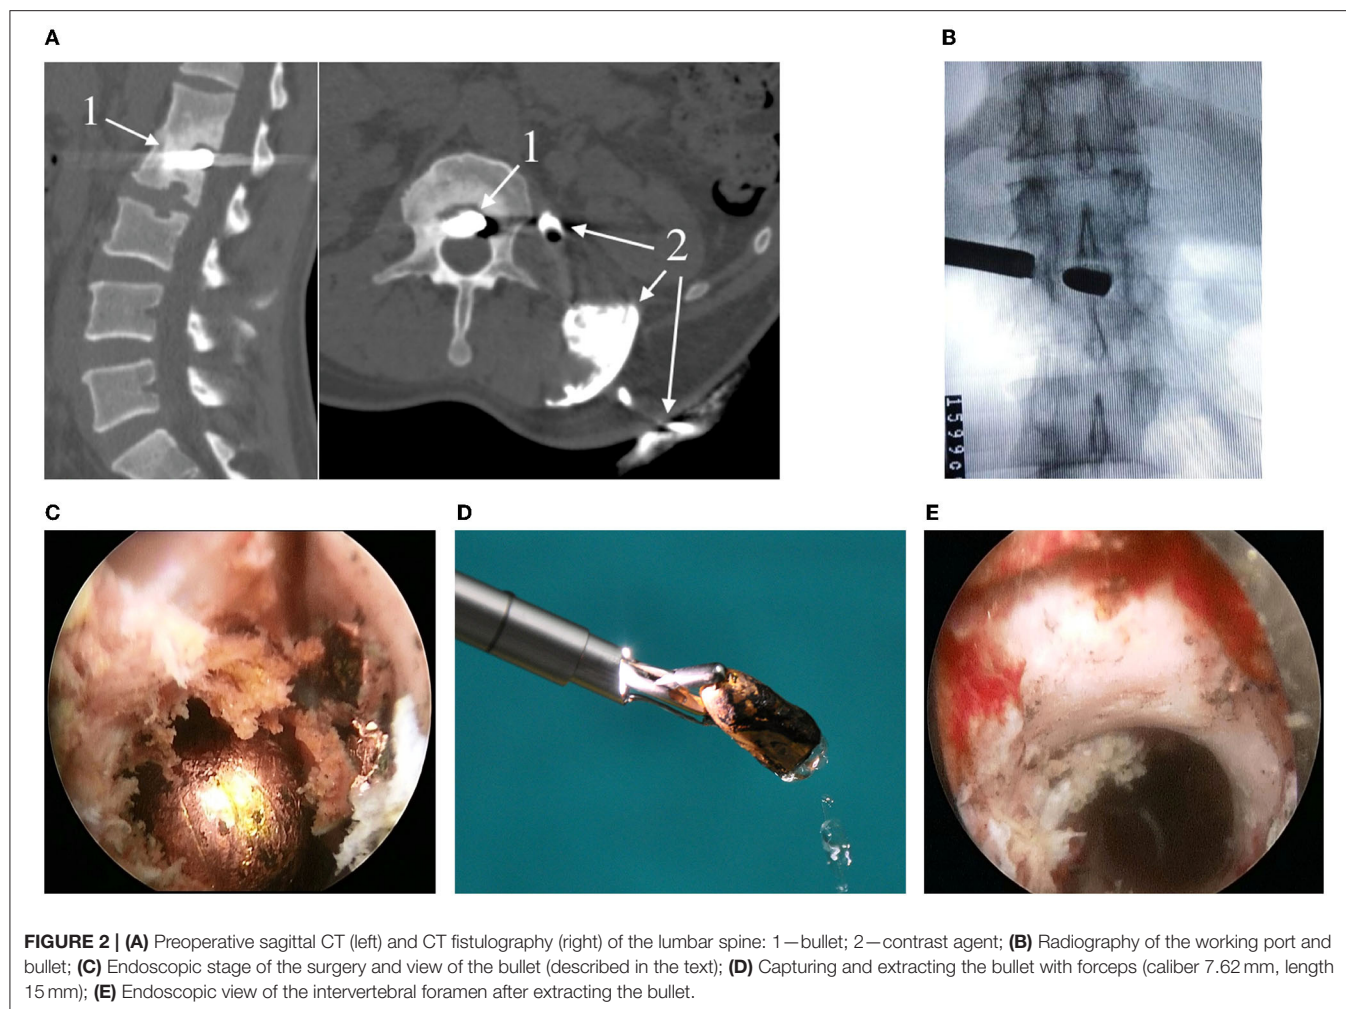 A
B
1
1
2
15990
C
D
E
FIGURE 2 | (A) Preoperative sagittal CT (left) and CT fistulography (right) of the lumbar spine: 1—bullet; 2—contrast agent; (B) Radiography of the working port and
bullet; (C) Endoscopic stage of the surgery and view of the bullet (described in the text); (D) Capturing and extracting the bullet with forceps (caliber 7.62 mm, length
15 mm); (E) Endoscopic view of the intervertebral foramen after extracting the bullet.